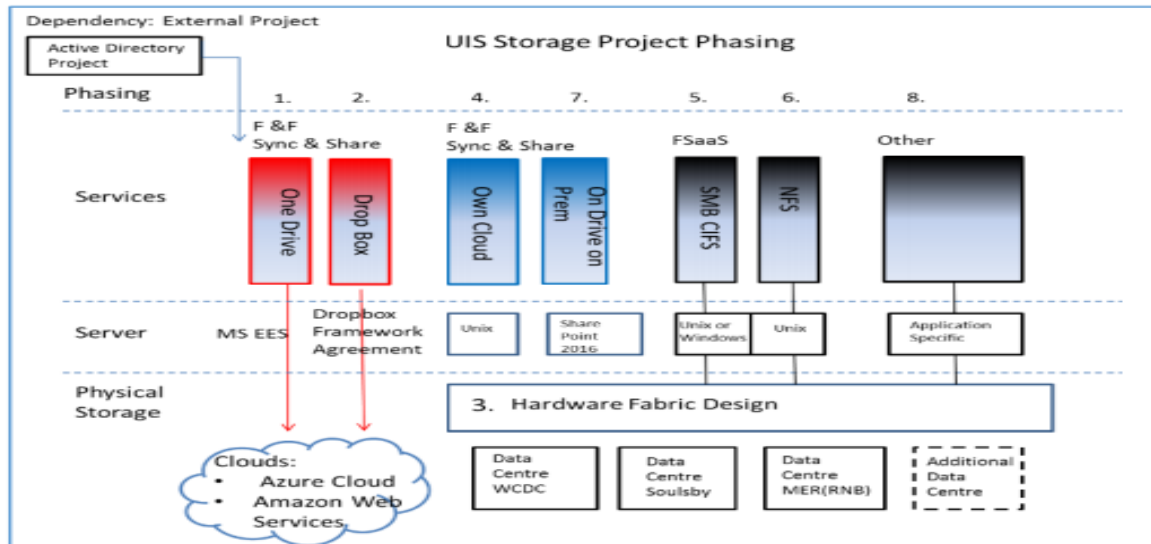 Dependency: External Project
Active Directory
Project
UIS Storage Project Phasing
Phasing
1.
2.
4.
7.
5.
6.
8.
F &F
Sync & Share
F &F
Sync & Share
FSaaS
Other
Services
One Drive
Drop Box
Own Cloud
On Drive on
Prem
SMB CIFS
NFS
Server
MS EES
Dropbox
Framework
Agreement
Unix
Share
Point
2016
Unix or
Windows
Unix
Application
Specific
Physical
Storage
3. Hardware Fabric Design
Clouds:
• Azure Cloud
• Amazon Web
Services
Data
Centre
WCDC
Data
Centre
Soulsby
Data
Centre
MER(RNB)
Additional
Data
Centre